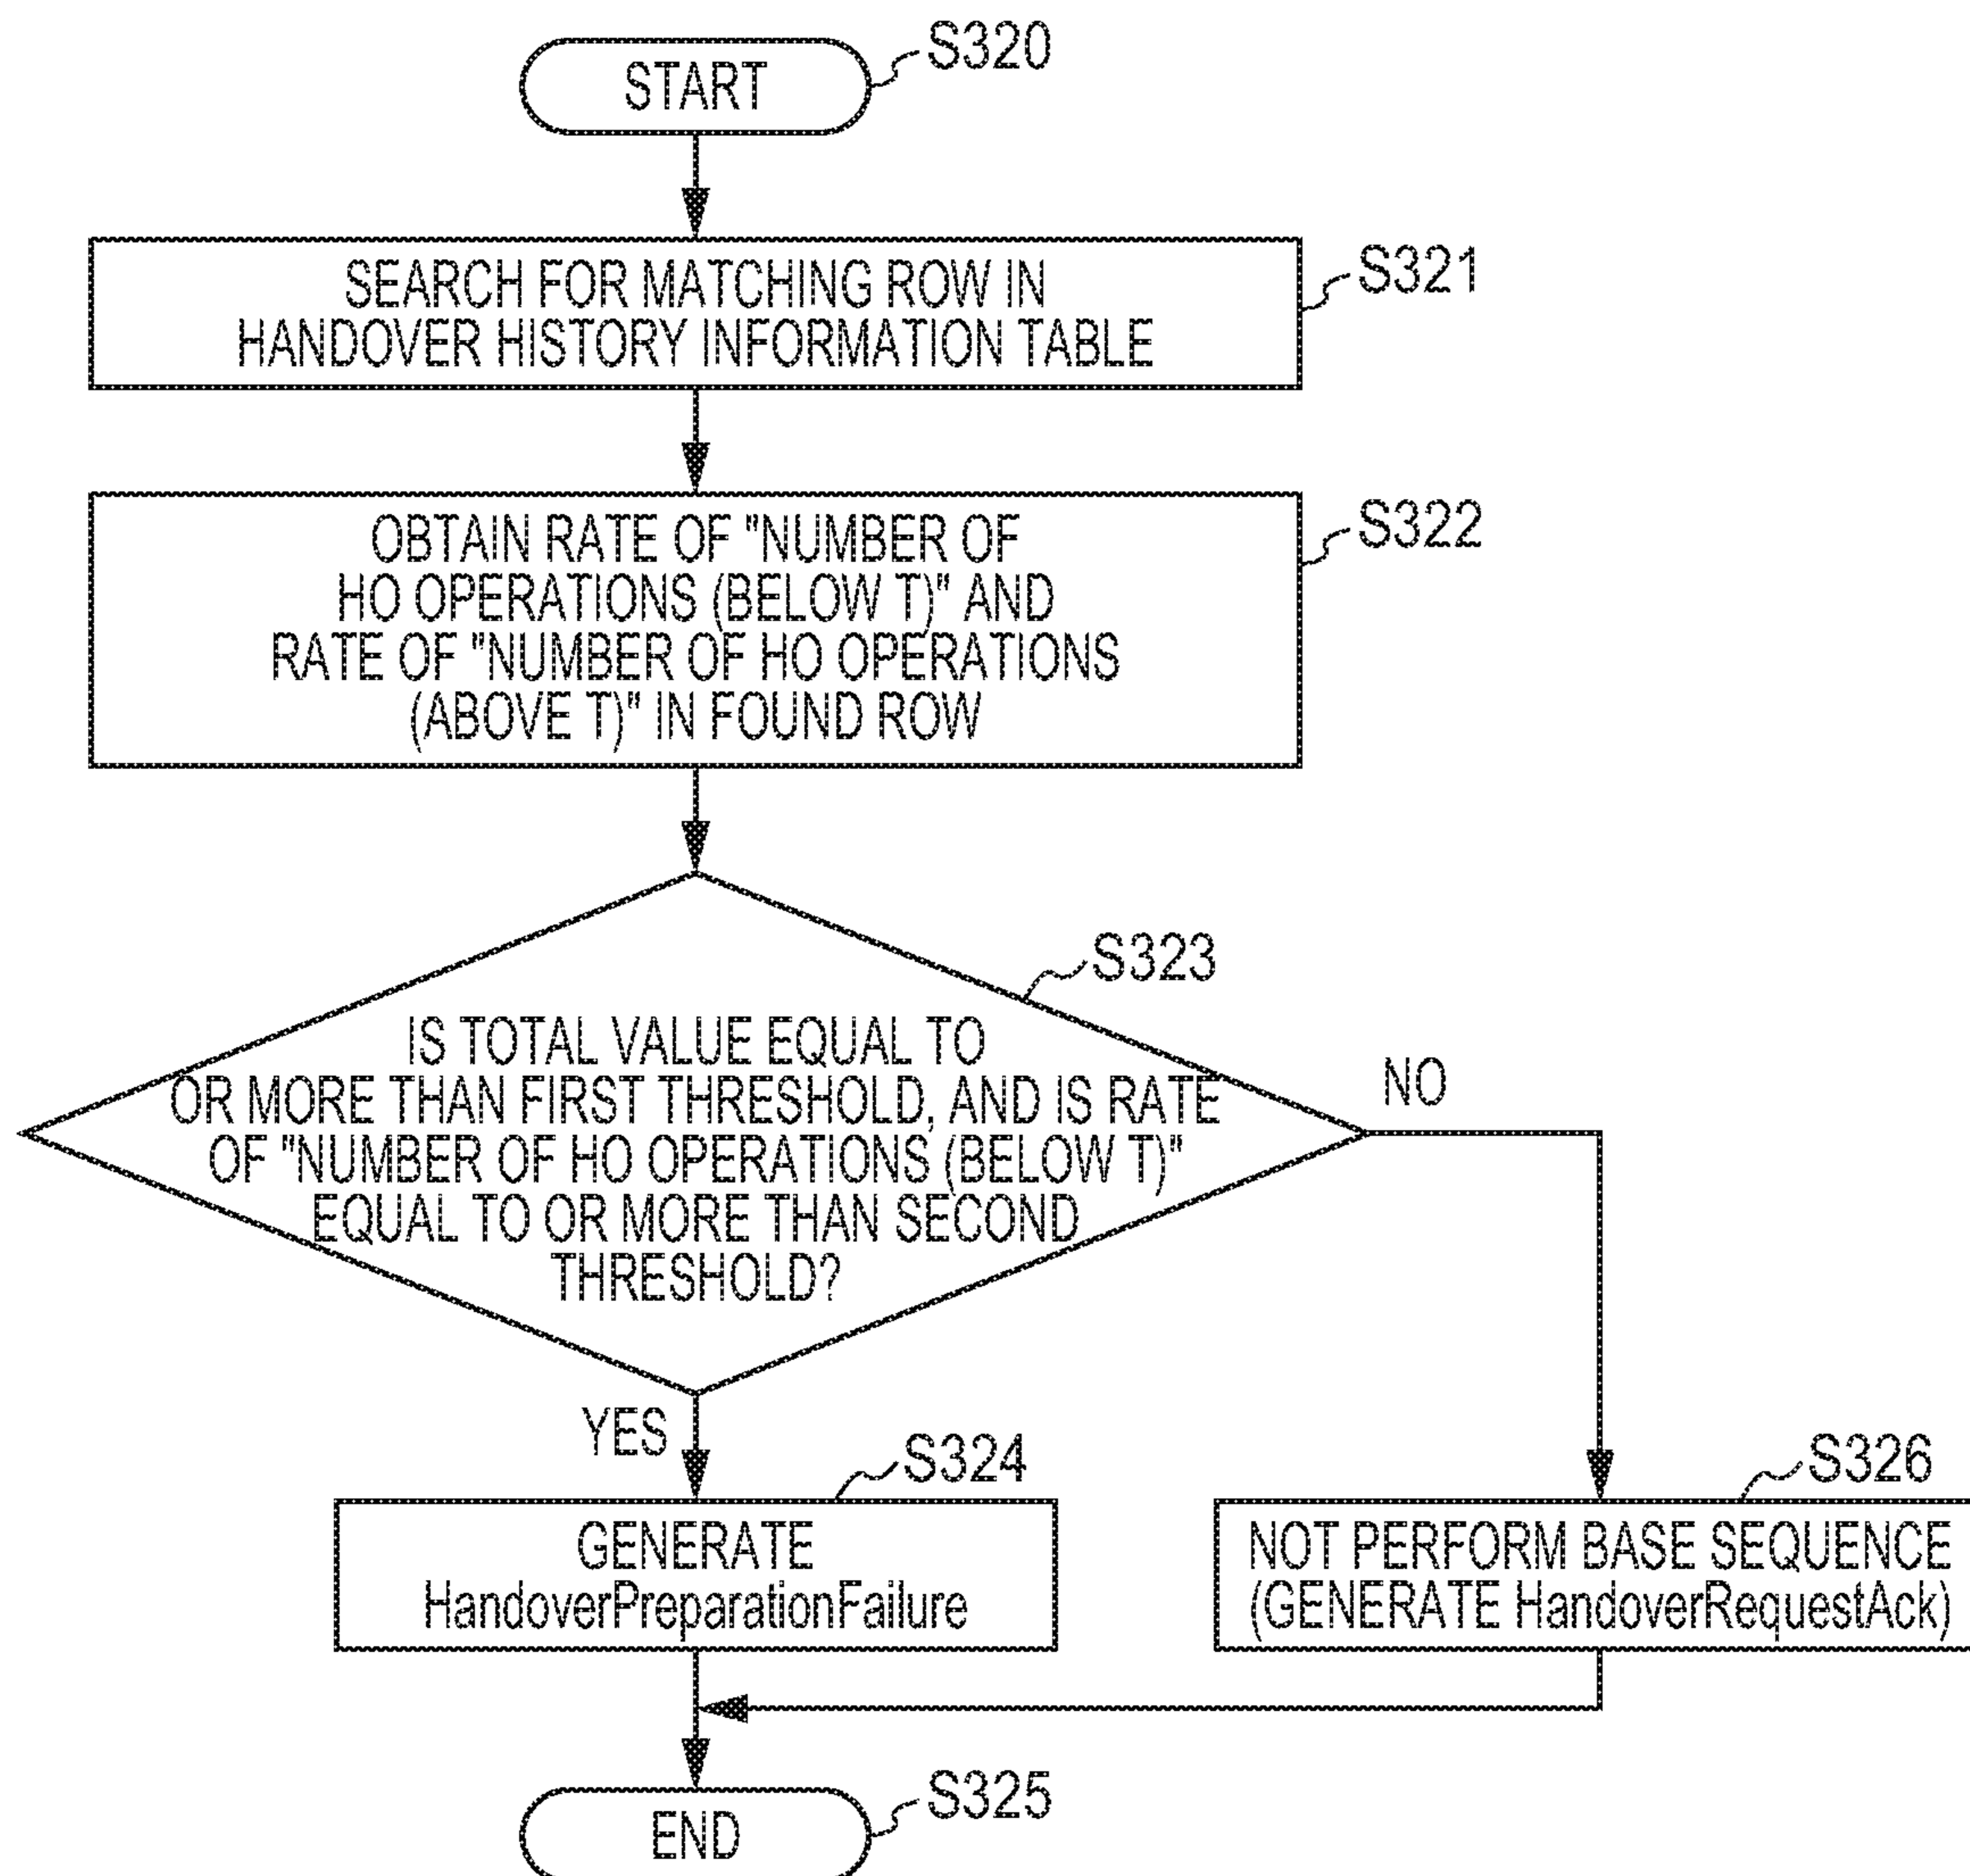 START
S320
SEARCH FOR MATCHING ROW IN
HANDOVER HISTORY INFORMATION TABLE
S321
OBTAIN RATE OF "NUMBER OF
HO OPERATIONS (BELOW T)" AND
RATE OF "NUMBER OF HO OPERATIONS
(ABOVE T)" IN FOUND ROW
S322
S323
IS TOTAL VALUE EQUAL TO
OR MORE THAN FIRST THRESHOLD, AND IS RATE
OF "NUMBER OF HO OPERATIONS (BELOW T)"
EQUAL TO OR MORE THAN SECOND
THRESHOLD?
NO
YES
S324
GENERATE
HandoverPreparationFailure
S326
NOT PERFORM BASE SEQUENCE
(GENERATE HandoverRequestAck)
END
S325